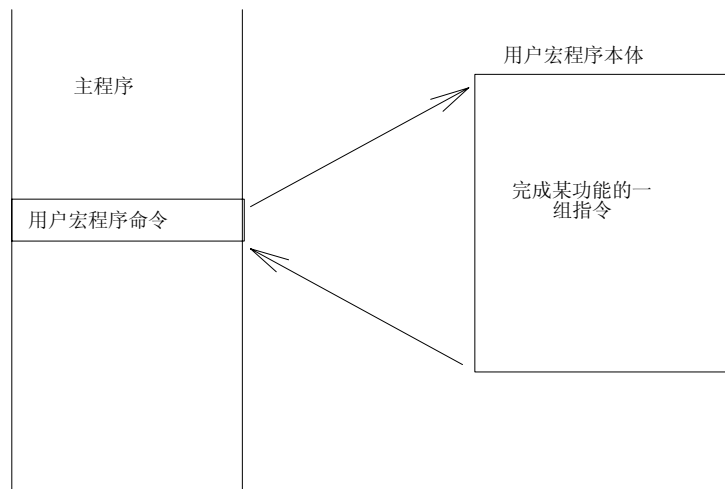 用户宏程序本体
主程序
完成某功能的一
组指令
用户宏程序命令